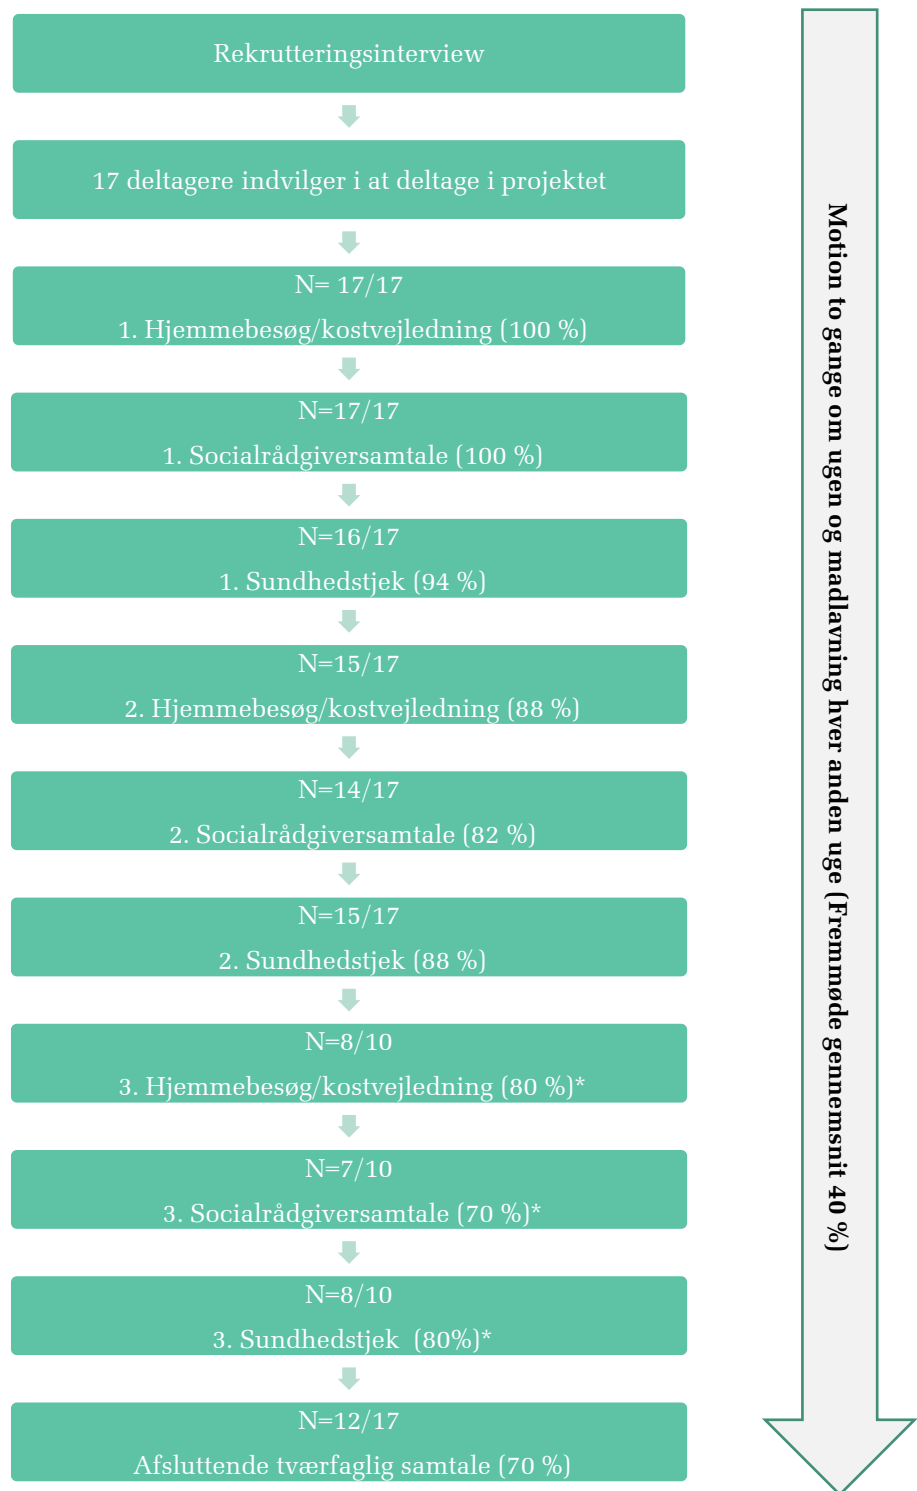 Rekrutteringsinterview
17 deltagere indvilger i at deltage i projektet
N= 17/17
1. Hjemmebesøg/kostvejledning (100 %)
N=17/17
1. Socialrådgiversamtale (100 %)
N=16/17
1. Sundhedstjek (94 %)
N=15/17
2. Hjemmebesøg/kostvejledning (88 %)
N=14/17
2. Socialrådgiversamtale (82 %)
N=15/17
2. Sundhedstjek (88 %)
N=8/10
3. Hjemmebesøg/kostvejledning (80 %)*
N=7/10
3. Socialrådgiversamtale (70 %)*
N=8/10
3. Sundhedstjek  (80%)*
N=12/17
Afsluttende tværfaglig samtale (70 %)
Motion to gange om ugen og madlavning hver anden uge (Fremmøde gennemsnit 40 %)